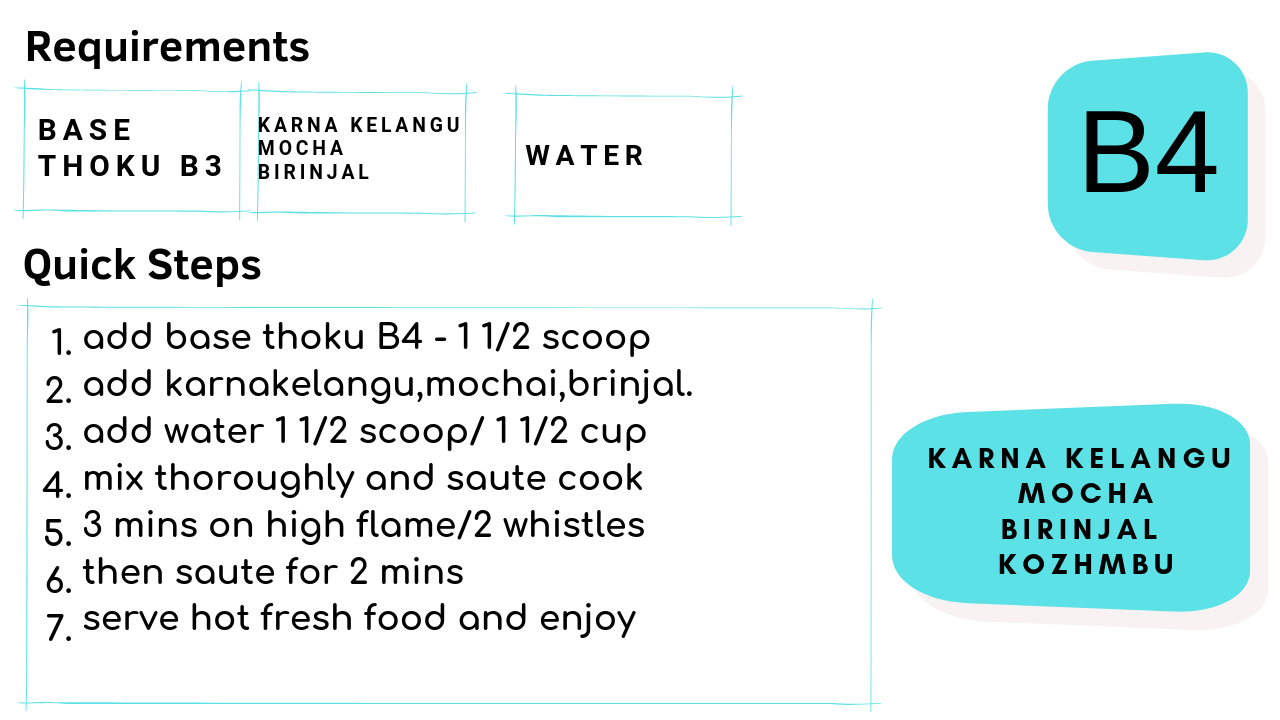 Requirements
BASE
THOKU B3
KARNA KELANGU
MOCHA
BIRINJAL
WATER
B4
Quick Steps
1. add base thoku B4 - 1 1/2 scoop
2. add karnakelangu,mochai,brinjal.
3. add water 1 1/2 scoop/ 1 1/2 cup
4. mix thoroughly and saute cook
5. 3 mins on high flame/2 whistles
6. then saute for 2 mins
7. serve hot fresh food and enjoy
KARNA KELANGU
MOCHA
BIRINJAL
KOZHMBU